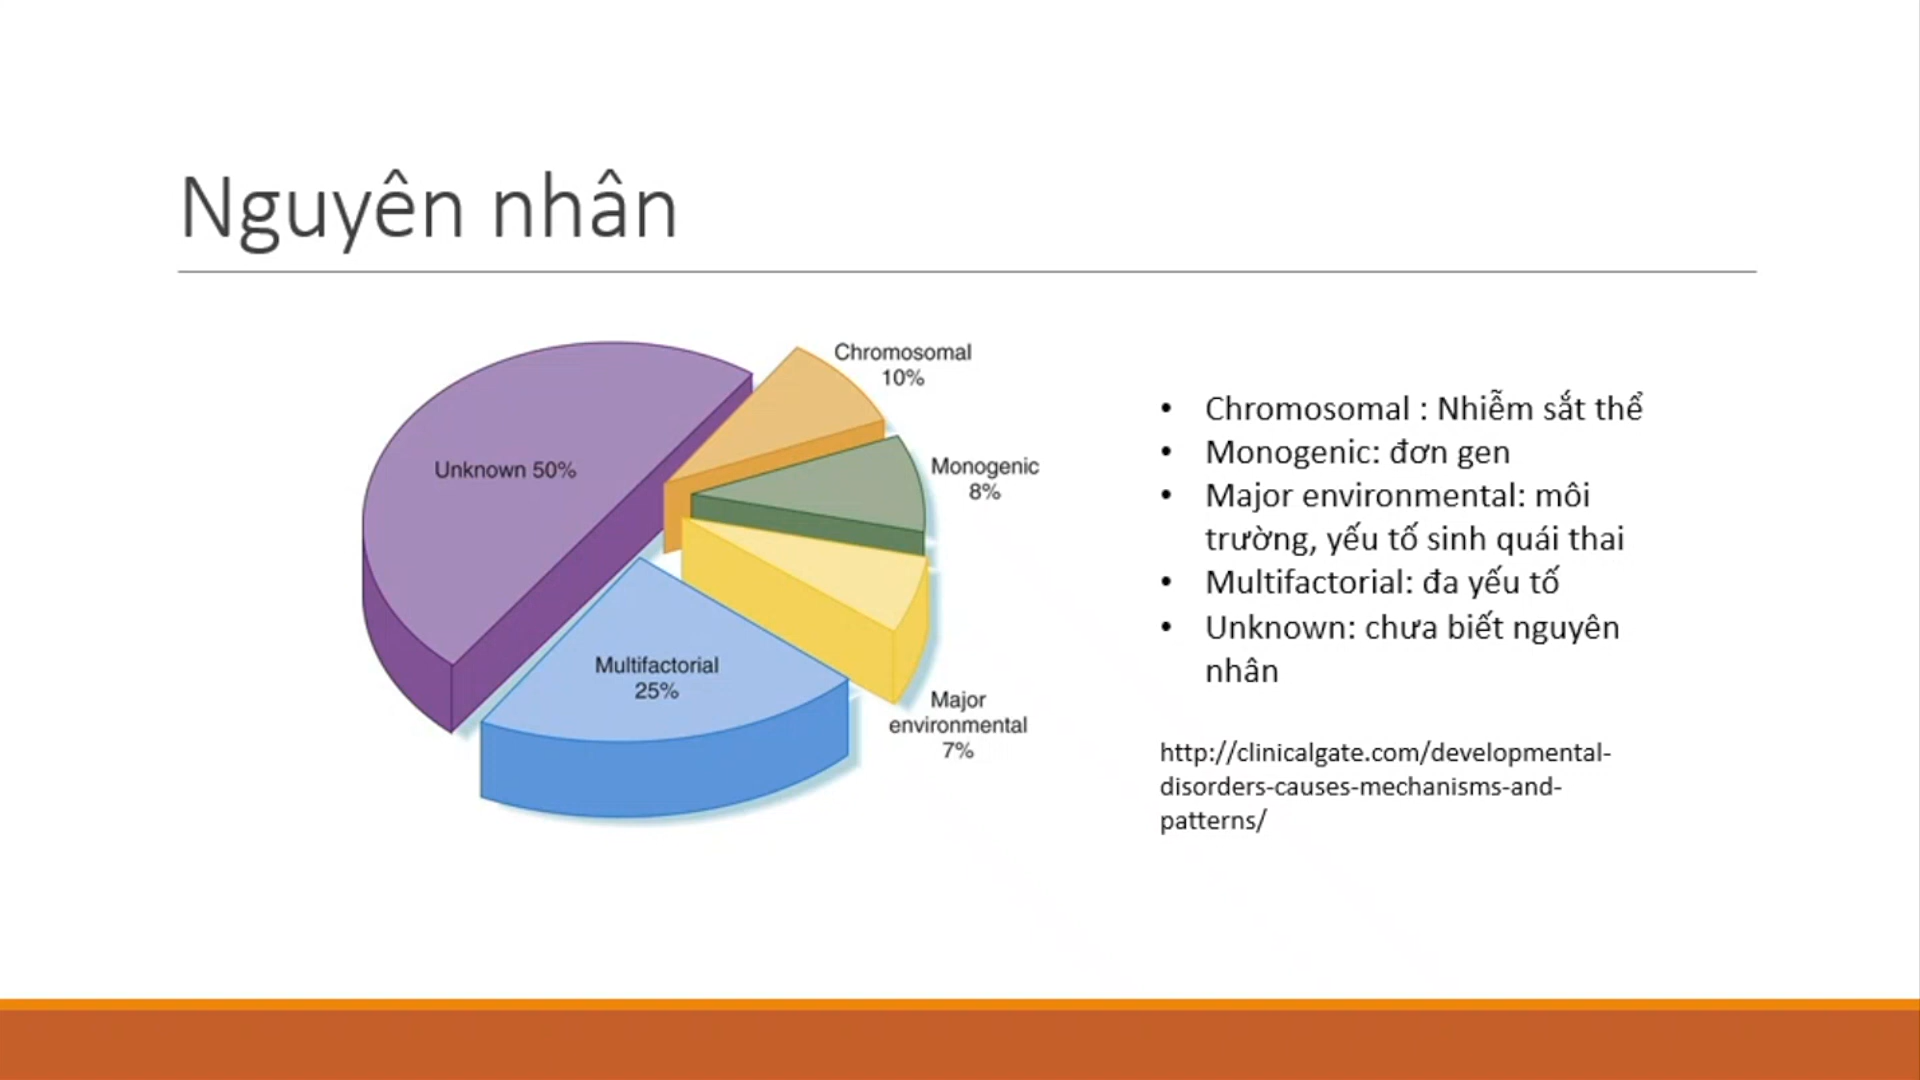 Nguyên nhân
Unknown 50%
Chromosomal
10%
Monogenic
8%
Multifactorial
25%
Major
environmental
7%
• Chromosomal : Nhiễm sắt thể
• Monogenic: đơn gen
• Major environmental: môi
trường, yếu tố sinh quái thai
• Multifactorial: đa yếu tố
• Unknown: chưa biết nguyên
nhân
http://clinicalgate.com/developmental-
disorders-causes-mechanisms-and-
patterns/